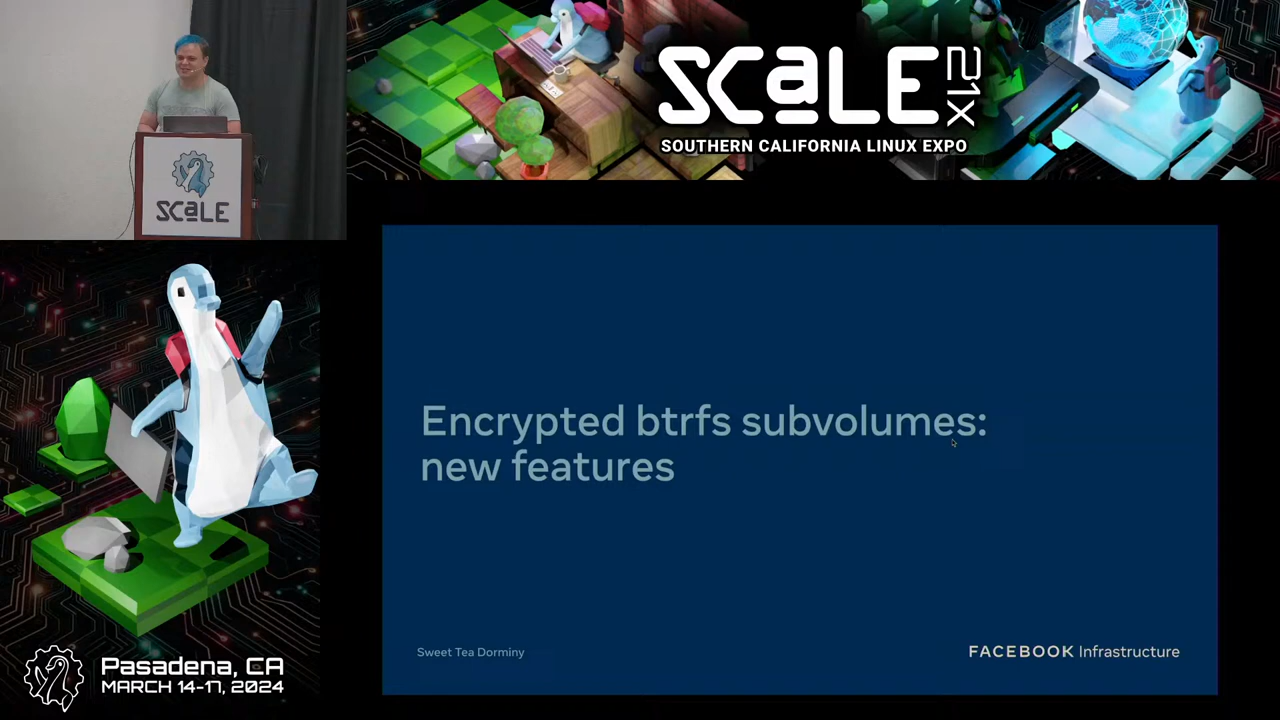 SCaLE 21X
SOUTHERN CALIFORNIA LINUX EXPO
SCaLE
Encrypted btrfs subvolumes:
new features
Sweet Tea Dorminy
FACEBOOK Infrastructure
Pasadena, CA
MARCH 14-17, 2024